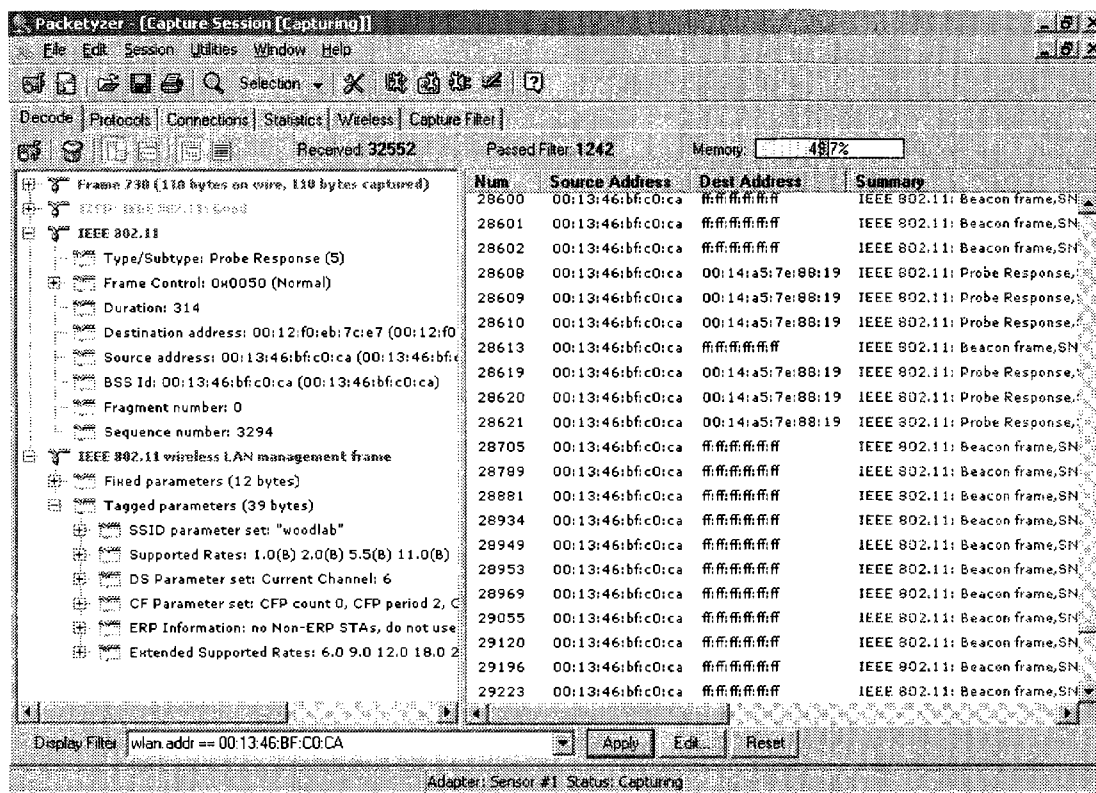 Packetyzer - [Capture Session [Capturing]]
File Edit Session Utilities Window Help
Selection
Decode Protocols Connections Statistics Wireless Capture Filter
Received: 32552 Passed Filter: 1242 Memory: 49.7%
Frame 738 (118 bytes on wire, 118 bytes captured)
IEEE 802.11
Type/Subtype: Probe Response (5)
Frame Control: 0x0050 (Normal)
Duration: 314
Destination address: 00:12:f0:eb:7c:e7 (00:12:f0
Source address: 00:13:46:bf:c0:ca (00:13:46:bf:
BSS Id: 00:13:46:bf:c0:ca (00:13:46:bf:c0:ca)
Fragment number: 0
Sequence number: 3294
IEEE 802.11 wireless LAN management frame
Fixed parameters (12 bytes)
Tagged parameters (39 bytes)
SSID parameter set: "woodlab"
Supported Rates: 1.0(B) 2.0(B) 5.5(B) 11.0(B)
DS Parameter set: Current Channel: 6
CF Parameter set: CFP count 0, CFP period 2, C
ERP Information: no Non-ERP STAs, do not use
Extended Supported Rates: 6.0 9.0 12.0 18.0 2
Num Source Address Dest Address Summary
28600 00:13:46:bf:c0:ca ff:ff:ff:ff:ff:ff IEEE 802.11: Beacon frame,SN
28601 00:13:46:bf:c0:ca ff:ff:ff:ff:ff:ff IEEE 802.11: Beacon frame,SN
28602 00:13:46:bf:c0:ca ff:ff:ff:ff:ff:ff IEEE 802.11: Beacon frame,SN
28608 00:13:46:bf:c0:ca 00:14:a5:7e:88:19 IEEE 802.11: Probe Response,
28609 00:13:46:bf:c0:ca 00:14:a5:7e:88:19 IEEE 802.11: Probe Response,
28610 00:13:46:bf:c0:ca 00:14:a5:7e:88:19 IEEE 802.11: Probe Response,
28613 00:13:46:bf:c0:ca ff:ff:ff:ff:ff:ff IEEE 802.11: Beacon frame,SN
28619 00:13:46:bf:c0:ca 00:14:a5:7e:88:19 IEEE 802.11: Probe Response,
28620 00:13:46:bf:c0:ca 00:14:a5:7e:88:19 IEEE 802.11: Probe Response,
28621 00:13:46:bf:c0:ca 00:14:a5:7e:88:19 IEEE 802.11: Probe Response,
28705 00:13:46:bf:c0:ca ff:ff:ff:ff:ff:ff IEEE 802.11: Beacon frame,SN
28789 00:13:46:bf:c0:ca ff:ff:ff:ff:ff:ff IEEE 802.11: Beacon frame,SN
28881 00:13:46:bf:c0:ca ff:ff:ff:ff:ff:ff IEEE 802.11: Beacon frame,SN
28934 00:13:46:bf:c0:ca ff:ff:ff:ff:ff:ff IEEE 802.11: Beacon frame,SN
28949 00:13:46:bf:c0:ca ff:ff:ff:ff:ff:ff IEEE 802.11: Beacon frame,SN
28953 00:13:46:bf:c0:ca ff:ff:ff:ff:ff:ff IEEE 802.11: Beacon frame,SN
28969 00:13:46:bf:c0:ca ff:ff:ff:ff:ff:ff IEEE 802.11: Beacon frame,SN
29055 00:13:46:bf:c0:ca ff:ff:ff:ff:ff:ff IEEE 802.11: Beacon frame,SN
29120 00:13:46:bf:c0:ca ff:ff:ff:ff:ff:ff IEEE 802.11: Beacon frame,SN
29196 00:13:46:bf:c0:ca ff:ff:ff:ff:ff:ff IEEE 802.11: Beacon frame,SN
29223 00:13:46:bf:c0:ca ff:ff:ff:ff:ff:ff IEEE 802.11: Beacon frame,SN
Display Filter wlan.addr == 00:13:46:BF:C0:CA Apply Edit... Reset
Adapter: Sensor #1 Status: Capturing